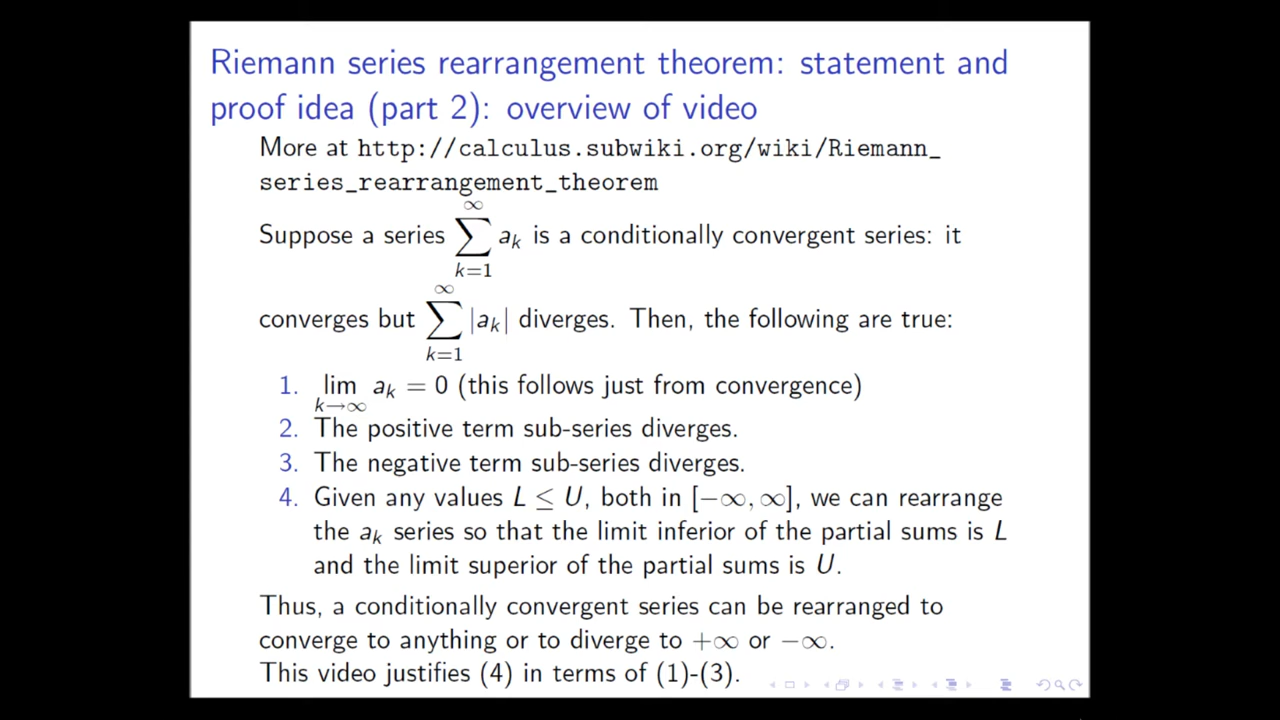 Riemann series rearrangement theorem: statement and
proof idea (part 2): overview of video
More at http://calculus.subwiki.org/wiki/Riemann_
series_rearrangement_theorem
Suppose a series ∑_{k=1}^{∞} a_k is a conditionally convergent series: it
converges but ∑_{k=1}^{∞} |a_k| diverges. Then, the following are true:
1. lim_{k→∞} a_k = 0 (this follows just from convergence)
2. The positive term sub-series diverges.
3. The negative term sub-series diverges.
4. Given any values L ≤ U, both in [−∞, ∞], we can rearrange
the a_k series so that the limit inferior of the partial sums is L
and the limit superior of the partial sums is U.
Thus, a conditionally convergent series can be rearranged to
converge to anything or to diverge to +∞ or −∞.
This video justifies (4) in terms of (1)-(3).